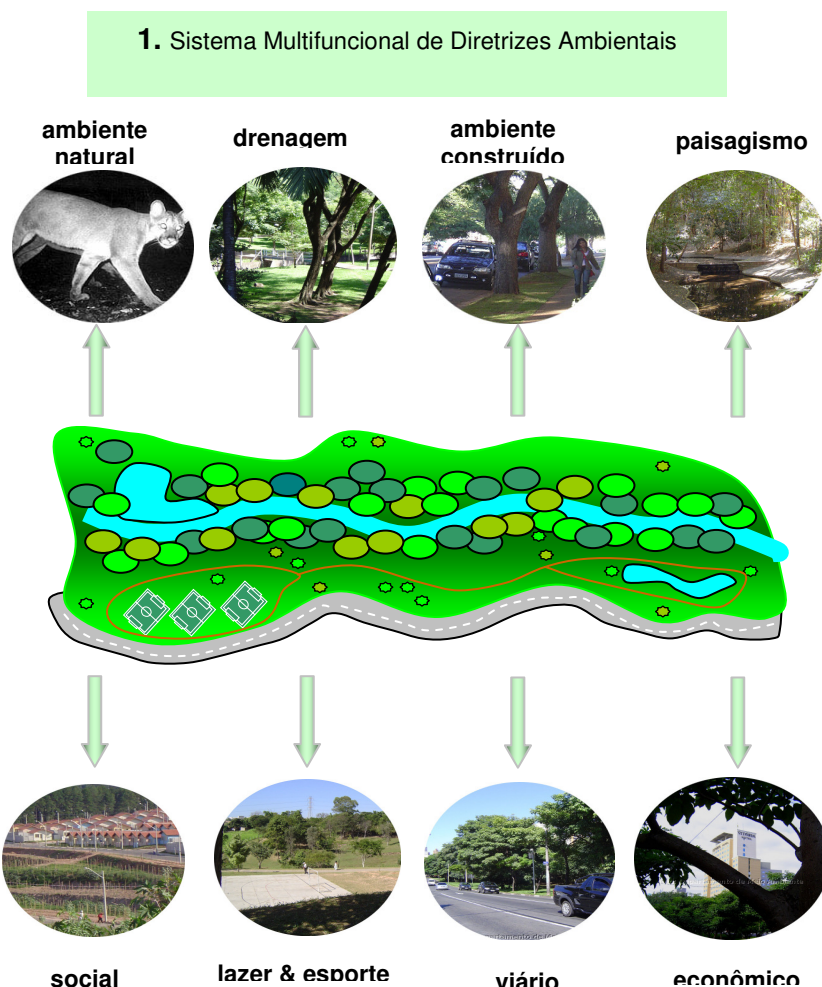 1. Sistema Multifuncional de Diretrizes Ambientais
ambiente
natural
drenagem
ambiente
construído
paisagismo
social
lazer & esporte
viário
econômico